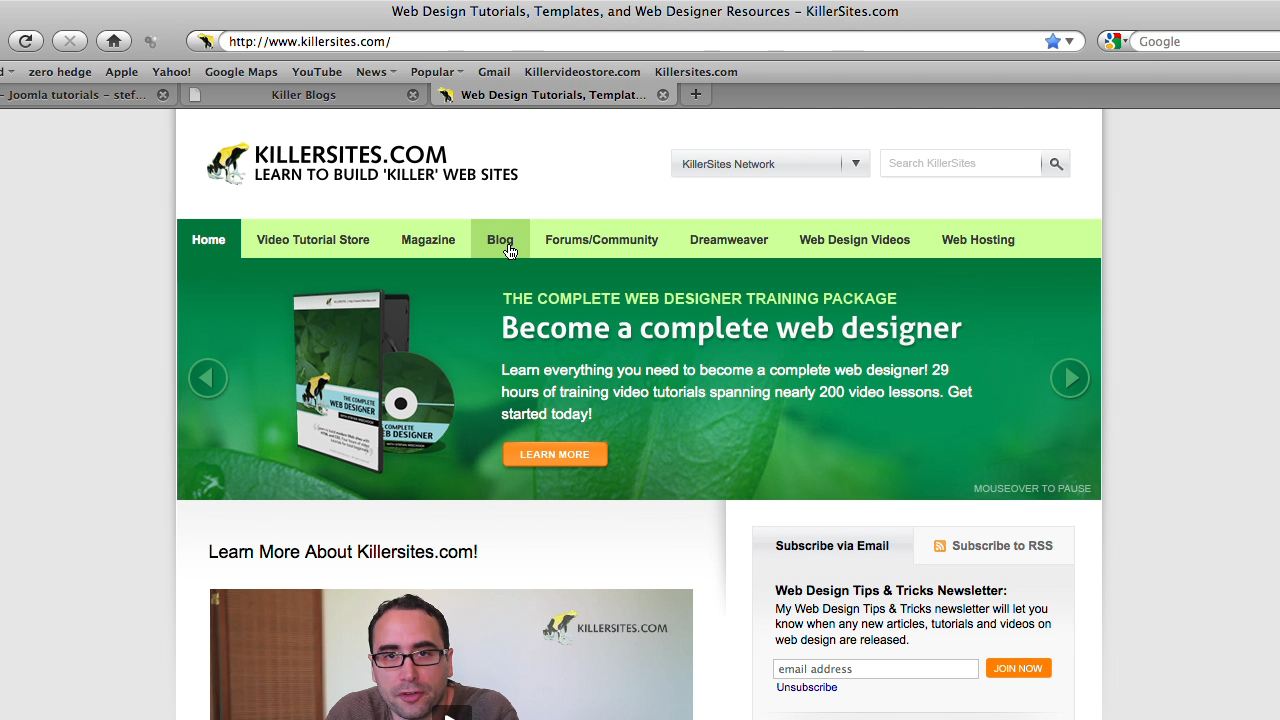 Web Design Tutorials, Templates, and Web Designer Resources – KillerSites.com
http://www.killersites.com/
Google
zero hedge Apple Yahoo! Google Maps YouTube News Popular Gmail Killervideostore.com Killersites.com
– Joomla tutorials – stef... Killer Blogs Web Design Tutorials, Templat...
KILLERSITES.COM
LEARN TO BUILD 'KILLER' WEB SITES
KillerSites Network
Search KillerSites
Home Video Tutorial Store Magazine Blog Forums/Community Dreamweaver Web Design Videos Web Hosting
THE COMPLETE WEB DESIGNER TRAINING PACKAGE
Become a complete web designer
Learn everything you need to become a complete web designer! 29
hours of training video tutorials spanning nearly 200 video lessons. Get
started today!
LEARN MORE
THE COMPLETE
WEB DESIGNER
COMPLETE
WEB DESIGNER
MOUSEOVER TO PAUSE
Learn More About Killersites.com!
KILLERSITES.COM
Subscribe via Email Subscribe to RSS
Web Design Tips & Tricks Newsletter:
My Web Design Tips & Tricks newsletter will let you
know when any new articles, tutorials and videos on
web design are released.
email address JOIN NOW
Unsubscribe